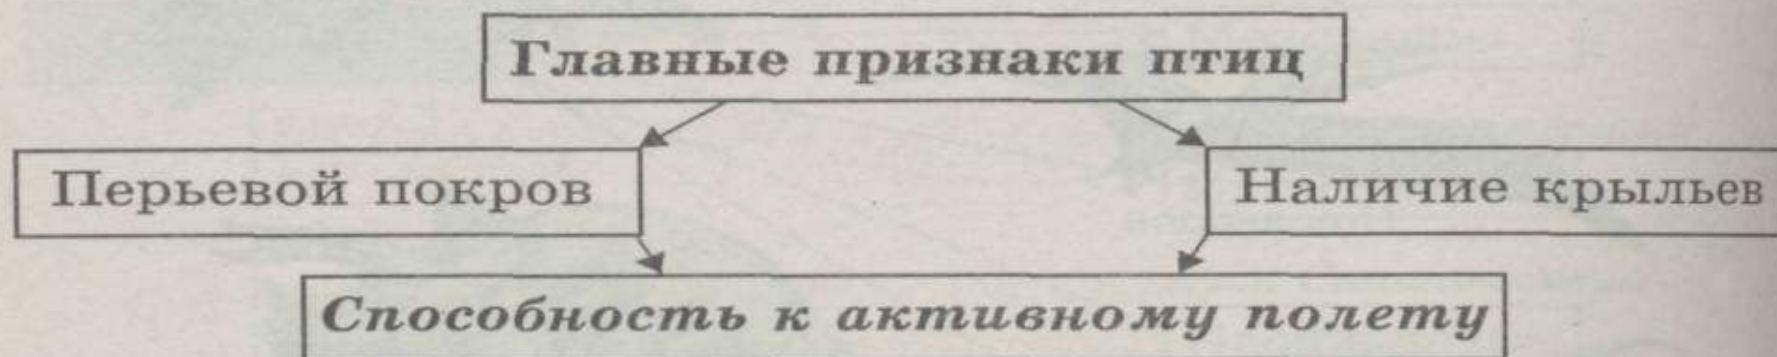 Главные признаки птиц
Перьевой покров
Наличие крыльев
Способность к активному полету